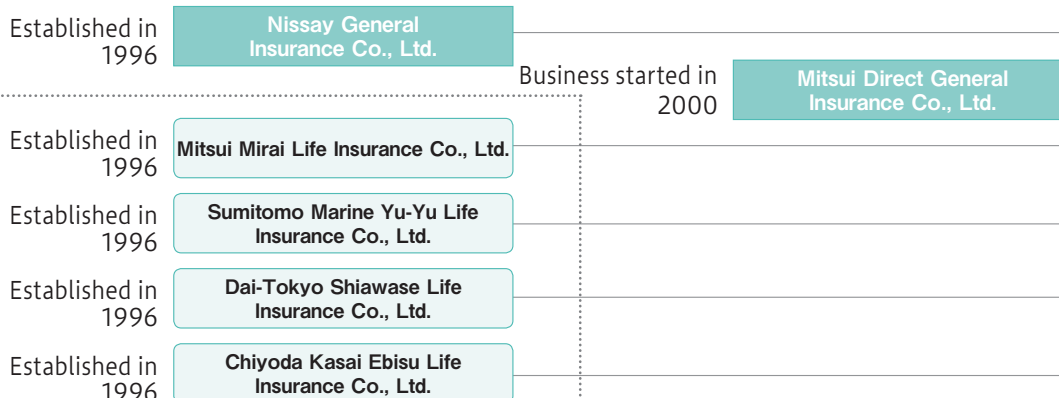 Established in
1996
Nissay General
Insurance Co., Ltd.
Business started in
2000
Mitsui Direct General
Insurance Co., Ltd.
Established in
1996
Mitsui Mirai Life Insurance Co., Ltd.
Established in
1996
Sumitomo Marine Yu-Yu Life
Insurance Co., Ltd.
Established in
1996
Dai-Tokyo Shiawase Life
Insurance Co., Ltd.
Established in
1996
Chiyoda Kasai Ebisu Life
Insurance Co., Ltd.